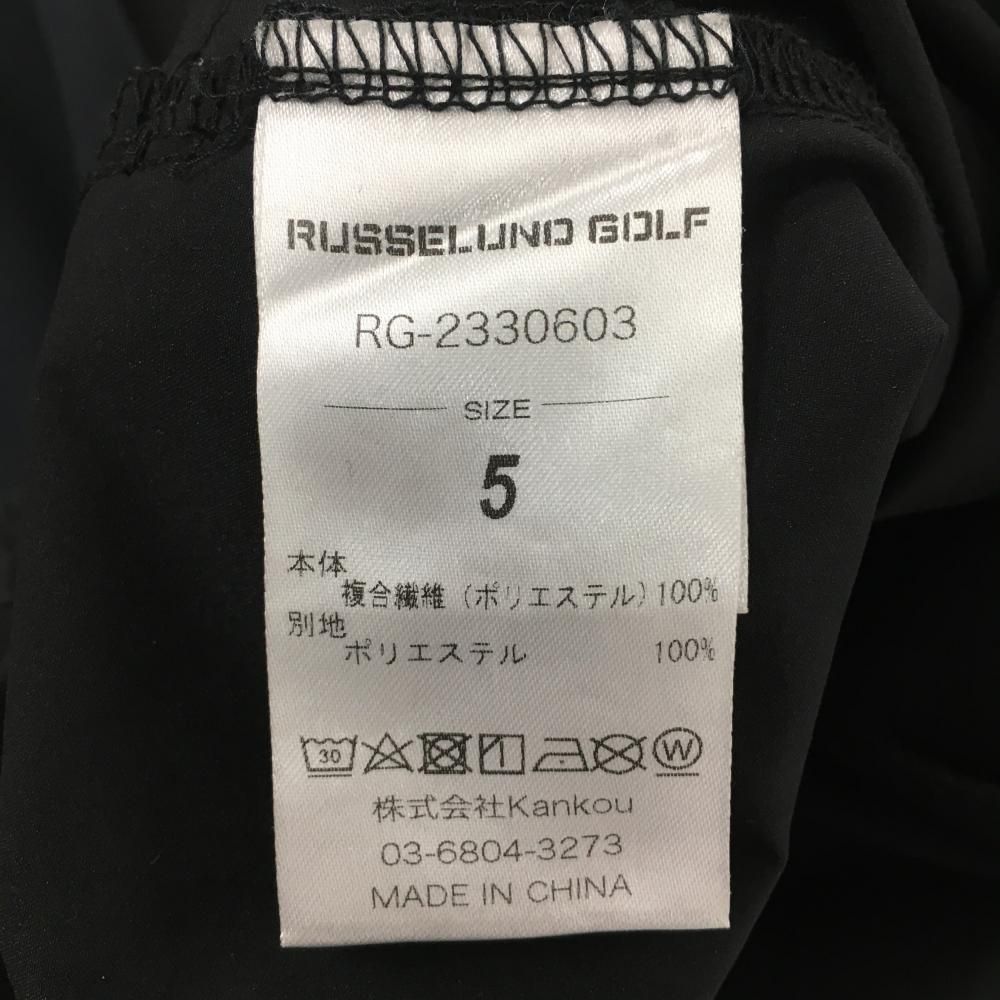 RUSSELUNO GOLF
RG-2330603
SIZE
5
本体
複合繊維 (ポリエステル) 100%
別地
ポリエステル 100%
30 W
株式会社Kankou
03-6804-3273
MADE IN CHINA